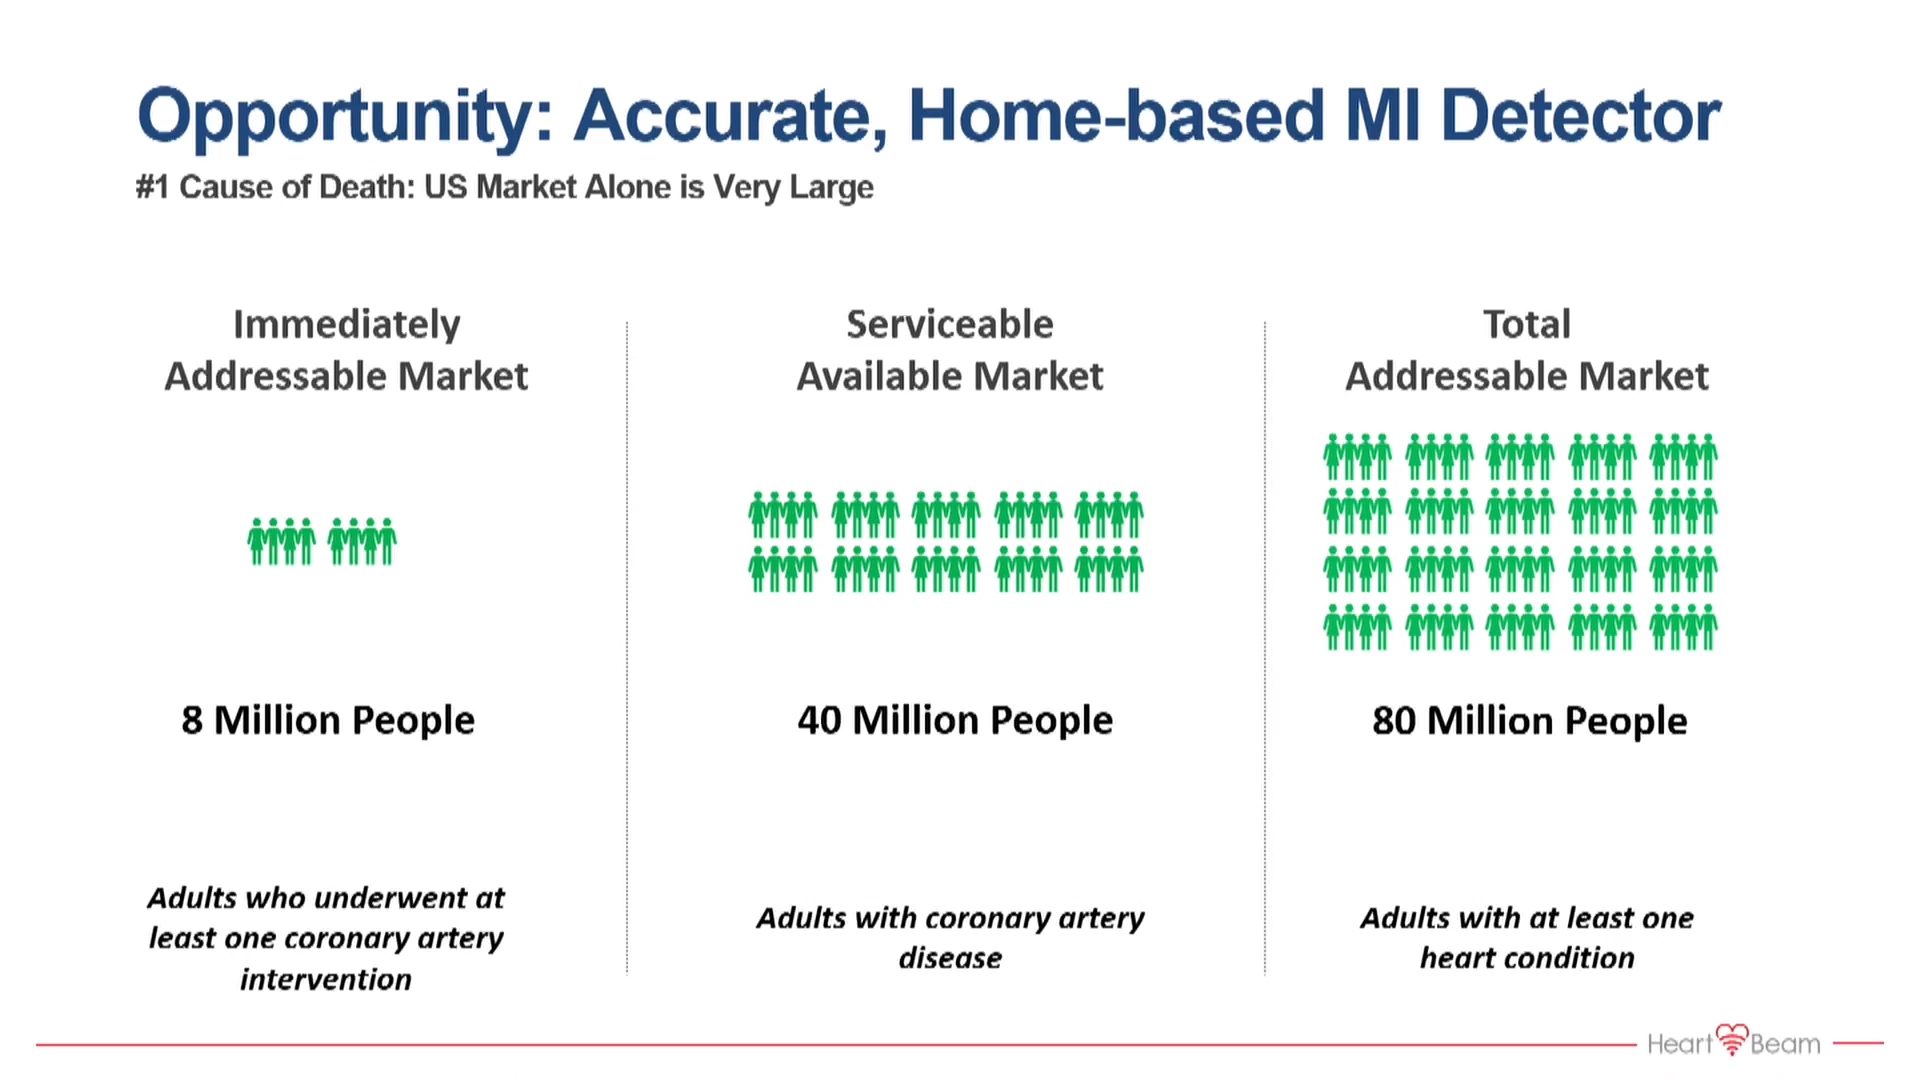 Opportunity: Accurate, Home-based MI Detector
#1 Cause of Death: US Market Alone is Very Large
Immediately
Addressable Market
8 Million People
Adults who underwent at
least one coronary artery
intervention
Serviceable
Available Market
40 Million People
Adults with coronary artery
disease
Total
Addressable Market
80 Million People
Adults with at least one
heart condition
Heart Beam